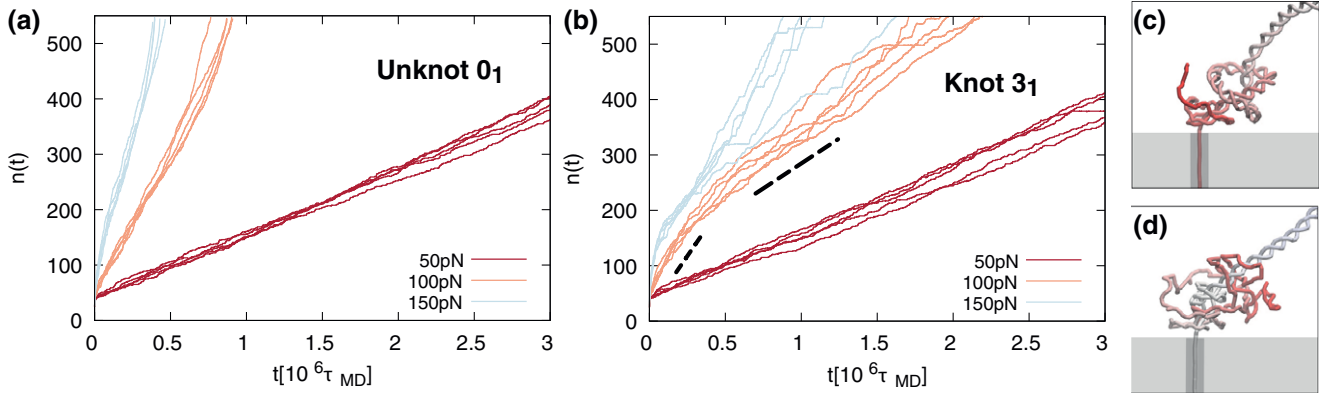 (a)
n(t)
500
400
300
200
100
0
Unknot 0₁
50pN
100pN
150pN
0 0.5 1 1.5 2 2.5 3
t[10 ⁶τ MD]
(b)
n(t)
500
400
300
200
100
0
Knot 3₁
50pN
100pN
150pN
0 0.5 1 1.5 2 2.5 3
t[10 ⁶τ MD]
(c)
(d)